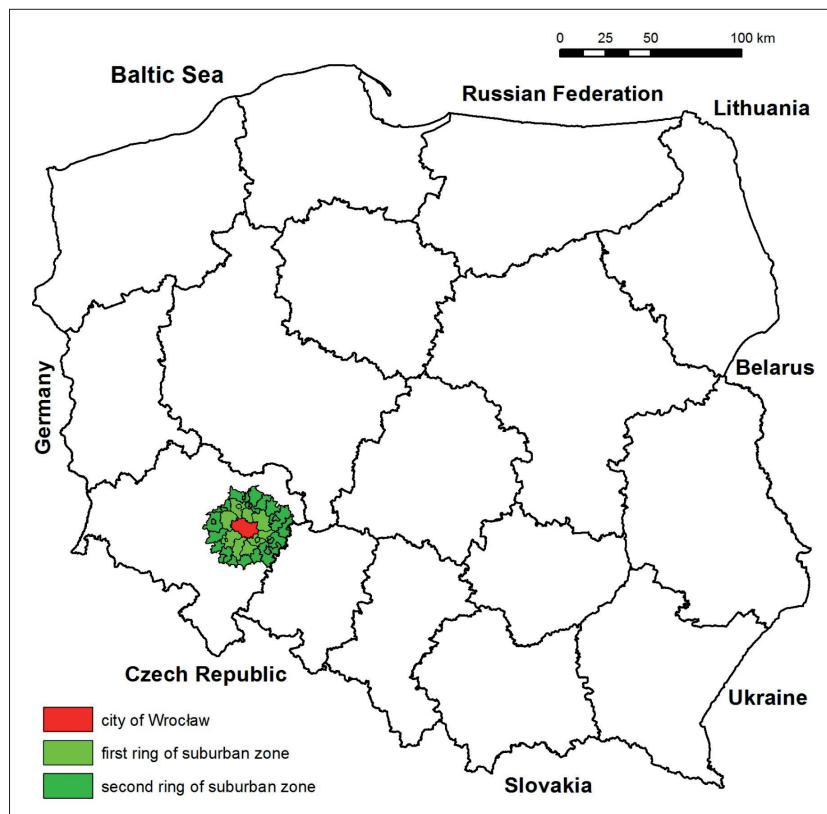 0 25 50 100 km
Baltic Sea
Russian Federation
Lithuania
Germany
Belarus
Czech Republic
Ukraine
city of Wrocław
first ring of suburban zone
second ring of suburban zone
Slovakia